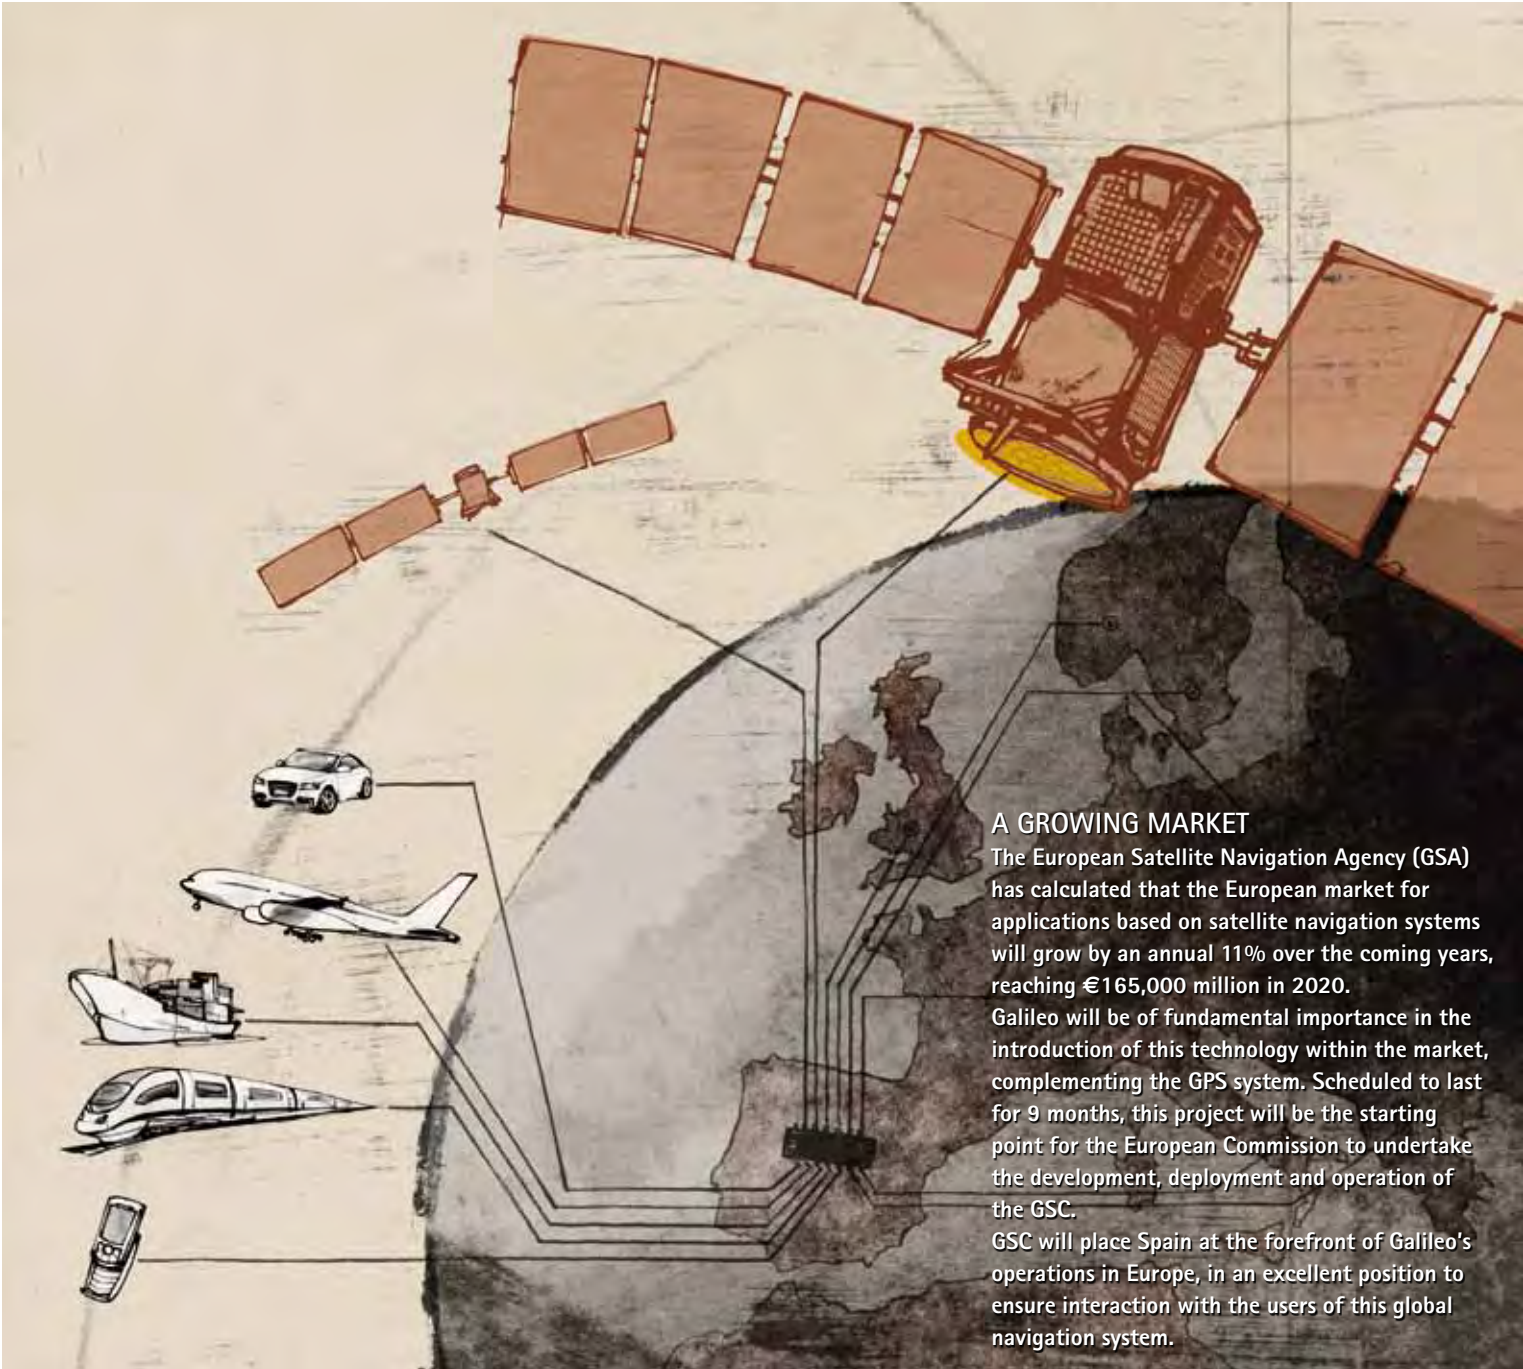 A GROWING MARKET
The European Satellite Navigation Agency (GSA)
has calculated that the European market for
applications based on satellite navigation systems
will grow by an annual 11% over the coming years,
reaching €165,000 million in 2020.
Galileo will be of fundamental importance in the
introduction of this technology within the market,
complementing the GPS system. Scheduled to last
for 9 months, this project will be the starting
point for the European Commission to undertake
the development, deployment and operation of
the GSC.
GSC will place Spain at the forefront of Galileo's
operations in Europe, in an excellent position to
ensure interaction with the users of this global
navigation system.